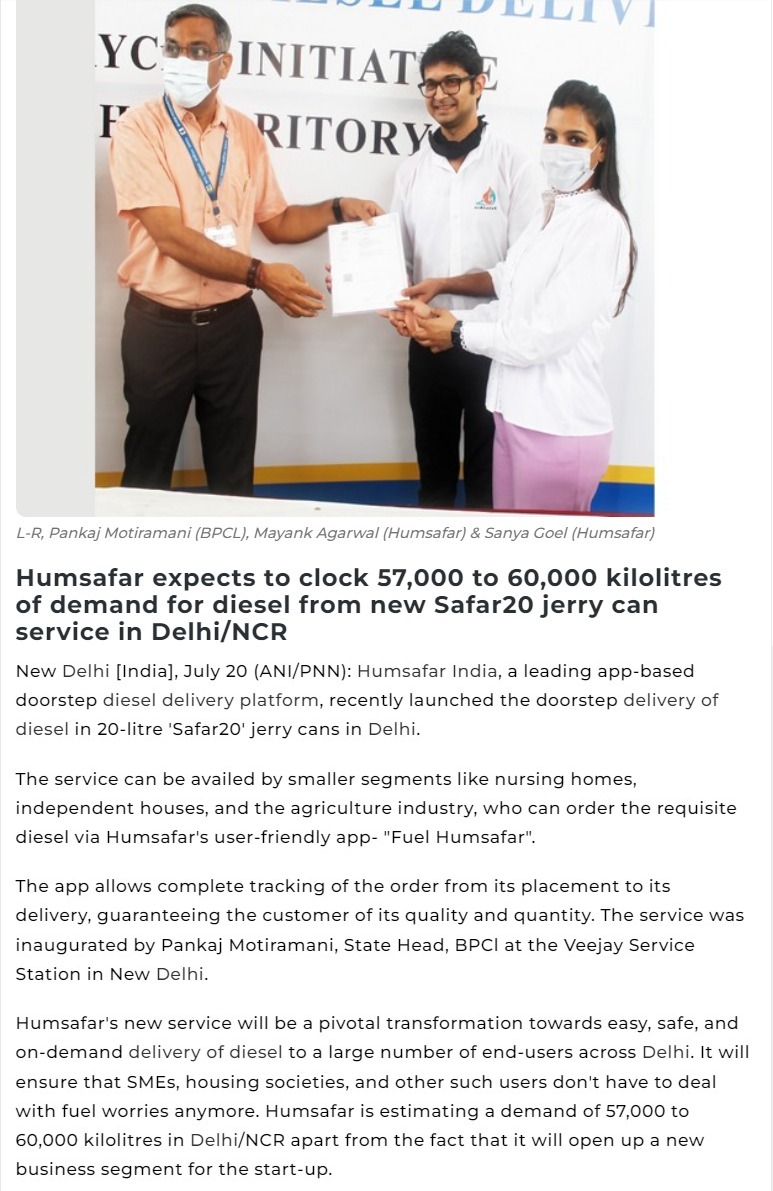 DIESEL DELIV
INITIATIVE
L-R, Pankaj Motiramani (BPCL), Mayank Agarwal (Humsafar) & Sanya Goel (Humsafar)
Humsafar expects to clock 57,000 to 60,000 kilolitres
of demand for diesel from new Safar20 jerry can
service in Delhi/NCR
New Delhi [India], July 20 (ANI/PNN): Humsafar India, a leading app-based
doorstep diesel delivery platform, recently launched the doorstep delivery of
diesel in 20-litre 'Safar20' jerry cans in Delhi.
The service can be availed by smaller segments like nursing homes,
independent houses, and the agriculture industry, who can order the requisite
diesel via Humsafar's user-friendly app- "Fuel Humsafar".
The app allows complete tracking of the order from its placement to its
delivery, guaranteeing the customer of its quality and quantity. The service was
inaugurated by Pankaj Motiramani, State Head, BPCl at the Veejay Service
Station in New Delhi.
Humsafar's new service will be a pivotal transformation towards easy, safe, and
on-demand delivery of diesel to a large number of end-users across Delhi. It will
ensure that SMEs, housing societies, and other such users don't have to deal
with fuel worries anymore. Humsafar is estimating a demand of 57,000 to
60,000 kilolitres in Delhi/NCR apart from the fact that it will open up a new
business segment for the start-up.